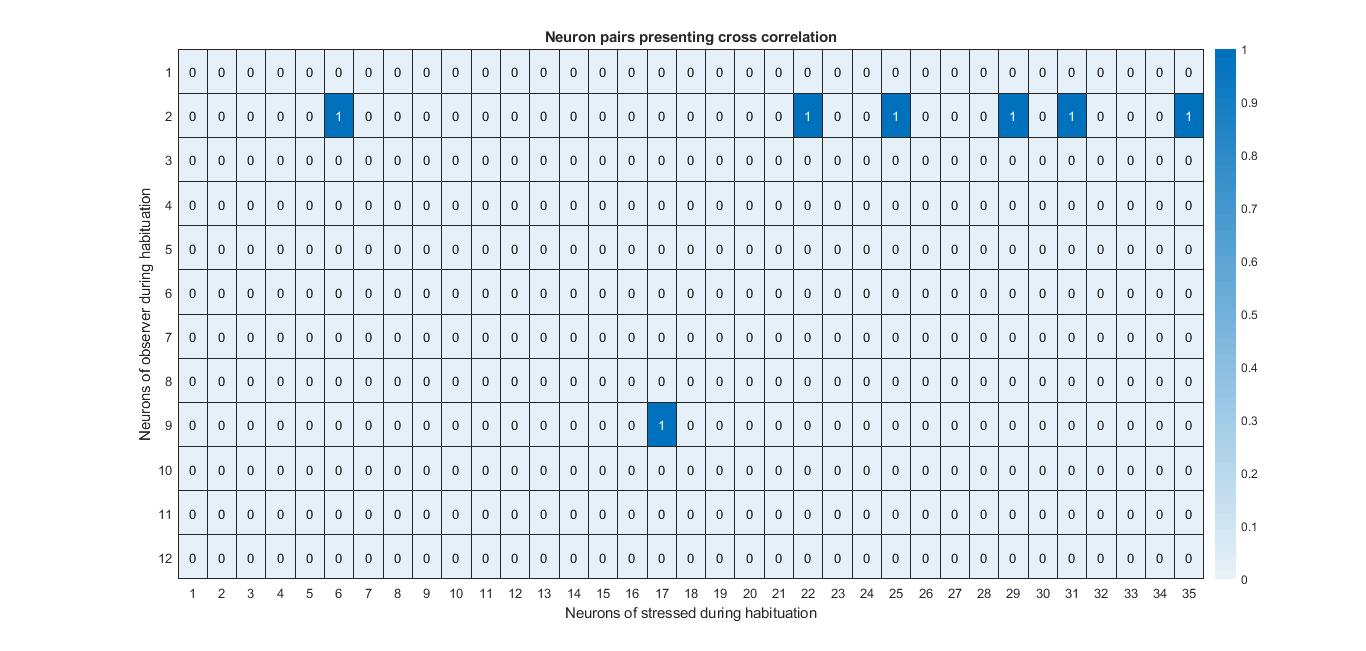 Neuron pairs presenting cross correlation
1 0 0 0 0 0 0 0 0 0 0 0 0 0 0 0 0 0 0 0 0 0 0 0 0 0 0 0 0 0 0 0 0 0 0 0
2 0 0 0 0 0 1 0 0 0 0 0 0 0 0 0 0 0 0 0 0 0 1 0 0 1 0 0 0 1 0 1 0 0 0 1
3 0 0 0 0 0 0 0 0 0 0 0 0 0 0 0 0 0 0 0 0 0 0 0 0 0 0 0 0 0 0 0 0 0 0 0
4 0 0 0 0 0 0 0 0 0 0 0 0 0 0 0 0 0 0 0 0 0 0 0 0 0 0 0 0 0 0 0 0 0 0 0
5 0 0 0 0 0 0 0 0 0 0 0 0 0 0 0 0 0 0 0 0 0 0 0 0 0 0 0 0 0 0 0 0 0 0 0
6 0 0 0 0 0 0 0 0 0 0 0 0 0 0 0 0 0 0 0 0 0 0 0 0 0 0 0 0 0 0 0 0 0 0 0
7 0 0 0 0 0 0 0 0 0 0 0 0 0 0 0 0 0 0 0 0 0 0 0 0 0 0 0 0 0 0 0 0 0 0 0
8 0 0 0 0 0 0 0 0 0 0 0 0 0 0 0 0 0 0 0 0 0 0 0 0 0 0 0 0 0 0 0 0 0 0 0
9 0 0 0 0 0 0 0 0 0 0 0 0 0 0 0 0 1 0 0 0 0 0 0 0 0 0 0 0 0 0 0 0 0 0 0
10 0 0 0 0 0 0 0 0 0 0 0 0 0 0 0 0 0 0 0 0 0 0 0 0 0 0 0 0 0 0 0 0 0 0 0
11 0 0 0 0 0 0 0 0 0 0 0 0 0 0 0 0 0 0 0 0 0 0 0 0 0 0 0 0 0 0 0 0 0 0 0
12 0 0 0 0 0 0 0 0 0 0 0 0 0 0 0 0 0 0 0 0 0 0 0 0 0 0 0 0 0 0 0 0 0 0 0
1 2 3 4 5 6 7 8 9 10 11 12 13 14 15 16 17 18 19 20 21 22 23 24 25 26 27 28 29 30 31 32 33 34 35
Neurons of stressed during habituation
Neurons of observer during habituation
1
0.9
0.8
0.7
0.6
0.5
0.4
0.3
0.2
0.1
0